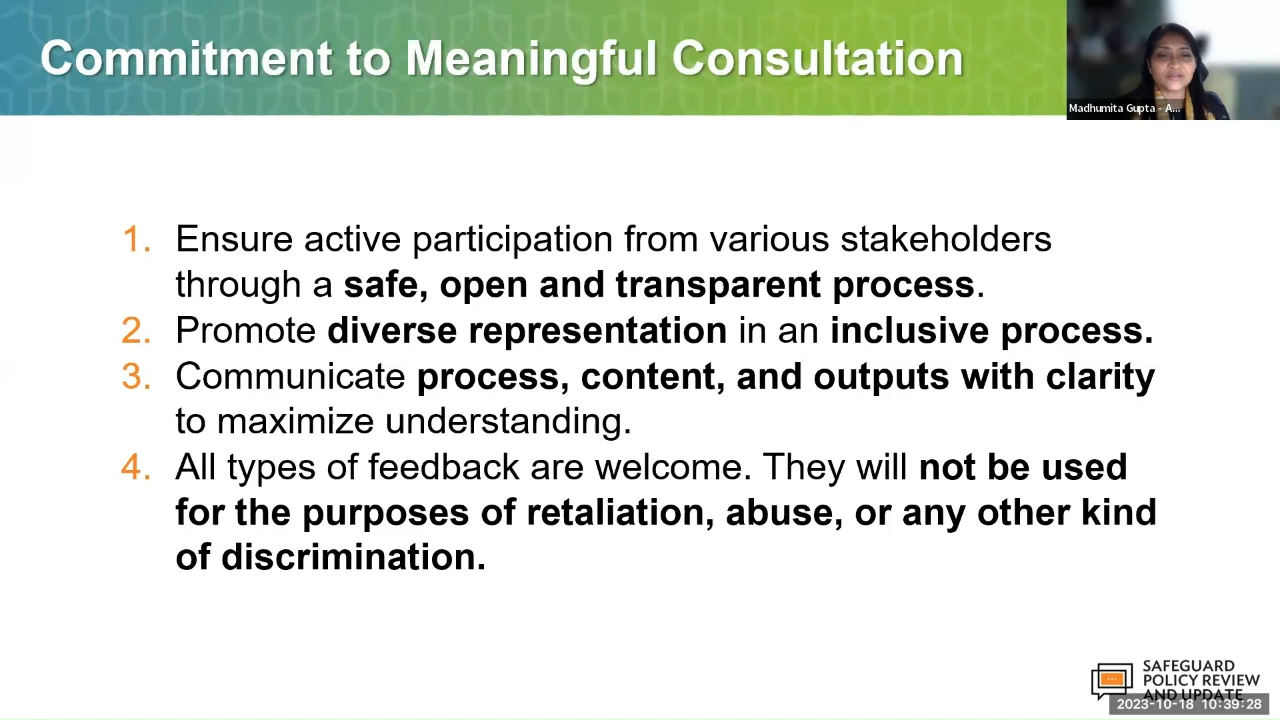 Commitment to Meaningful Consultation
Madhumita Gupta - A...
1. Ensure active participation from various stakeholders
through a safe, open and transparent process.
2. Promote diverse representation in an inclusive process.
3. Communicate process, content, and outputs with clarity
to maximize understanding.
4. All types of feedback are welcome. They will not be used
for the purposes of retaliation, abuse, or any other kind
of discrimination.
SAFEGUARD
POLICY REVIEW
AND UPDATE
2023-10-18 10:39:28